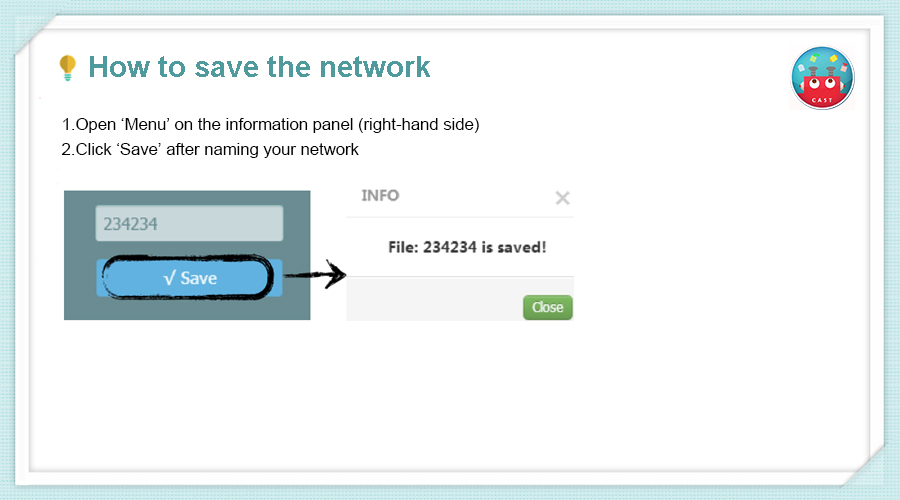 How to save the network
CAST
1.Open ‘Menu’ on the information panel (right-hand side)
2.Click ‘Save’ after naming your network
234234
√ Save
INFO
×
File: 234234 is saved!
Close